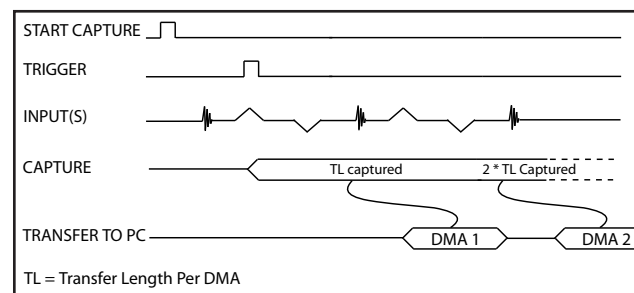 START CAPTURE
TRIGGER
INPUT(S)
CAPTURE
TL captured
2 * TL Captured
TRANSFER TO PC
DMA 1
DMA 2
TL = Transfer Length Per DMA